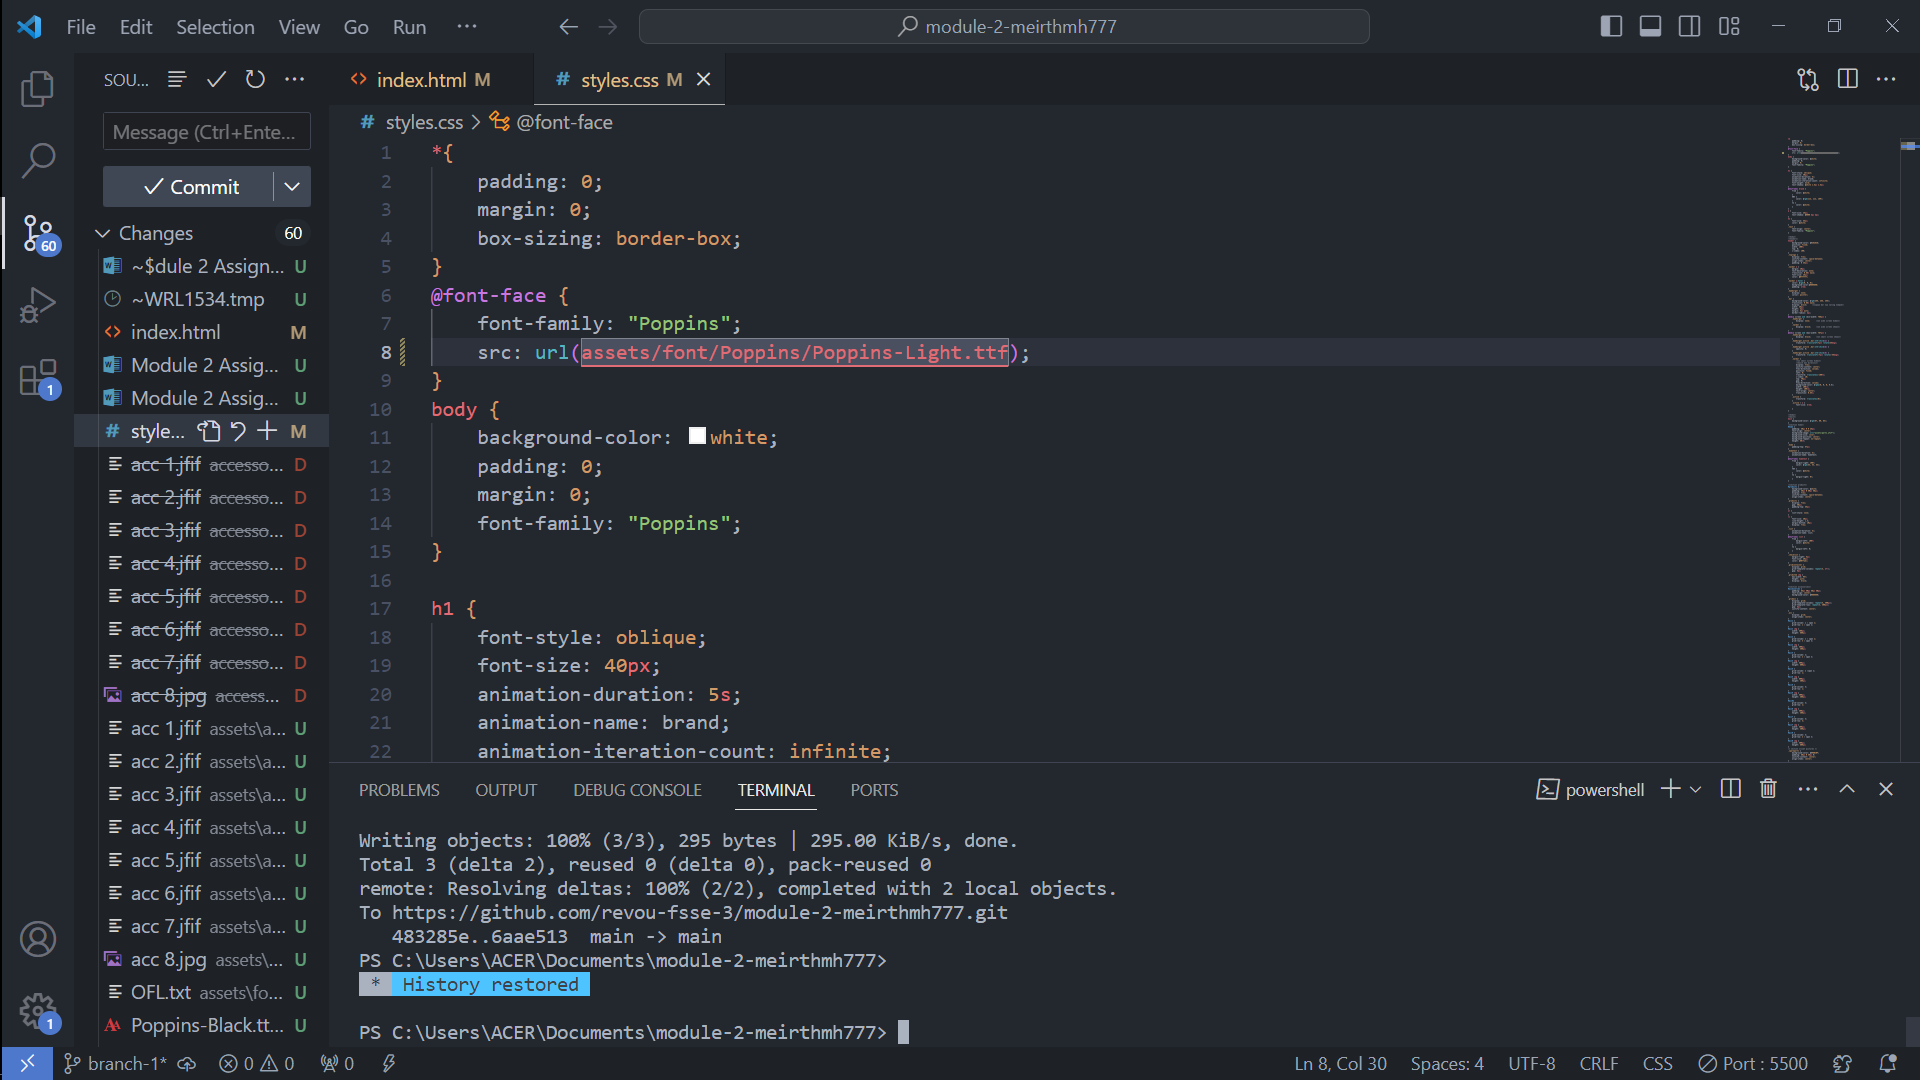 File Edit Selection View Go Run ···
module-2-meirthmh777
SOU...
index.html M
# styles.css M
Message (Ctrl+Ente...
Commit
Changes 60
~$dule 2 Assign... U
~WRL1534.tmp U
index.html M
Module 2 Assig... U
Module 2 Assig... U
# style... M
acc 1.jfif accesso... D
acc 2.jfif accesso... D
acc 3.jfif accesso... D
acc 4.jfif accesso... D
acc 5.jfif accesso... D
acc 6.jfif accesso... D
acc 7.jfif accesso... D
acc 8.jpg access... D
acc 1.jfif assets\a... U
acc 2.jfif assets\a... U
acc 3.jfif assets\a... U
acc 4.jfif assets\a... U
acc 5.jfif assets\a... U
acc 6.jfif assets\a... U
acc 7.jfif assets\a... U
acc 8.jpg assets\... U
OFL.txt assets\fo... U
Poppins-Black.tt... U
60
1
1
# styles.css > @font-face
1 *{
2 padding: 0;
3 margin: 0;
4 box-sizing: border-box;
5 }
6 @font-face {
7 font-family: "Poppins";
8 src: url(assets/font/Poppins/Poppins-Light.ttf);
9 }
10 body {
11 background-color: white;
12 padding: 0;
13 margin: 0;
14 font-family: "Poppins";
15 }
16
17 h1 {
18 font-style: oblique;
19 font-size: 40px;
20 animation-duration: 5s;
21 animation-name: brand;
22 animation-iteration-count: infinite;
PROBLEMS OUTPUT DEBUG CONSOLE TERMINAL PORTS
powershell
Writing objects: 100% (3/3), 295 bytes | 295.00 KiB/s, done.
Total 3 (delta 2), reused 0 (delta 0), pack-reused 0
remote: Resolving deltas: 100% (2/2), completed with 2 local objects.
To https://github.com/revou-fsse-3/module-2-meirthmh777.git
483285e..6aae513 main -> main
PS C:\Users\ACER\Documents\module-2-meirthmh777>
* History restored
PS C:\Users\ACER\Documents\module-2-meirthmh777>
branch-1* 0 0 0
Ln 8, Col 30 Spaces: 4 UTF-8 CRLF CSS Port : 5500